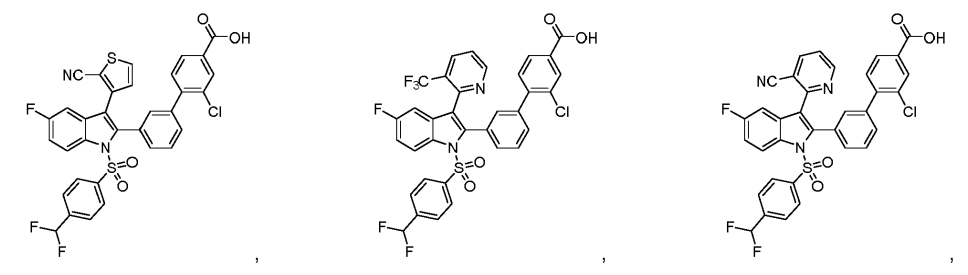 O OH S NC Cl F N S O O F F ,
O OH F3C N Cl F N S O O F F ,
O OH NC N Cl F N S O O F F ,